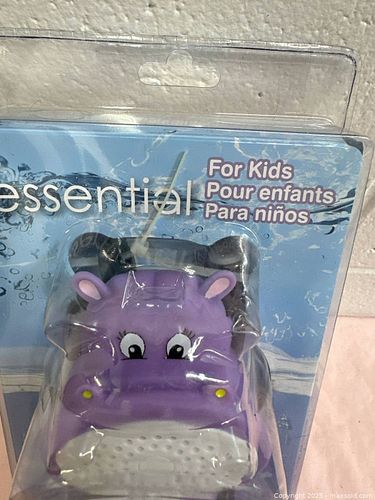 essential
For Kids
Pour enfants
Para niños
Copyright 2025 - maxsold.com